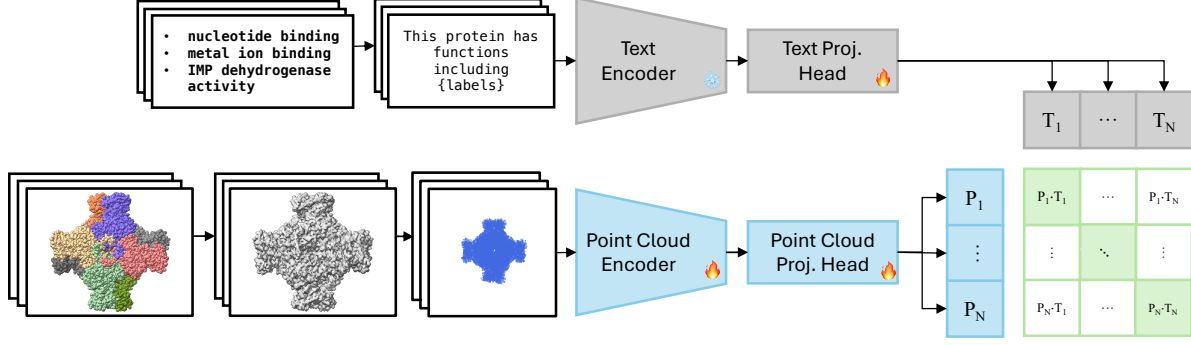 • nucleotide binding
• metal ion binding
• IMP dehydrogenase
activity
This protein has
functions
including
{labels}
Text
Encoder
Text Proj.
Head
T1 ⋯ TN
Point Cloud
Encoder
Point Cloud
Proj. Head
P1
⋮
PN
P1·T1 ⋯ P1·TN
⋮ ⋱ ⋮
PN·T1 ⋯ PN·TN